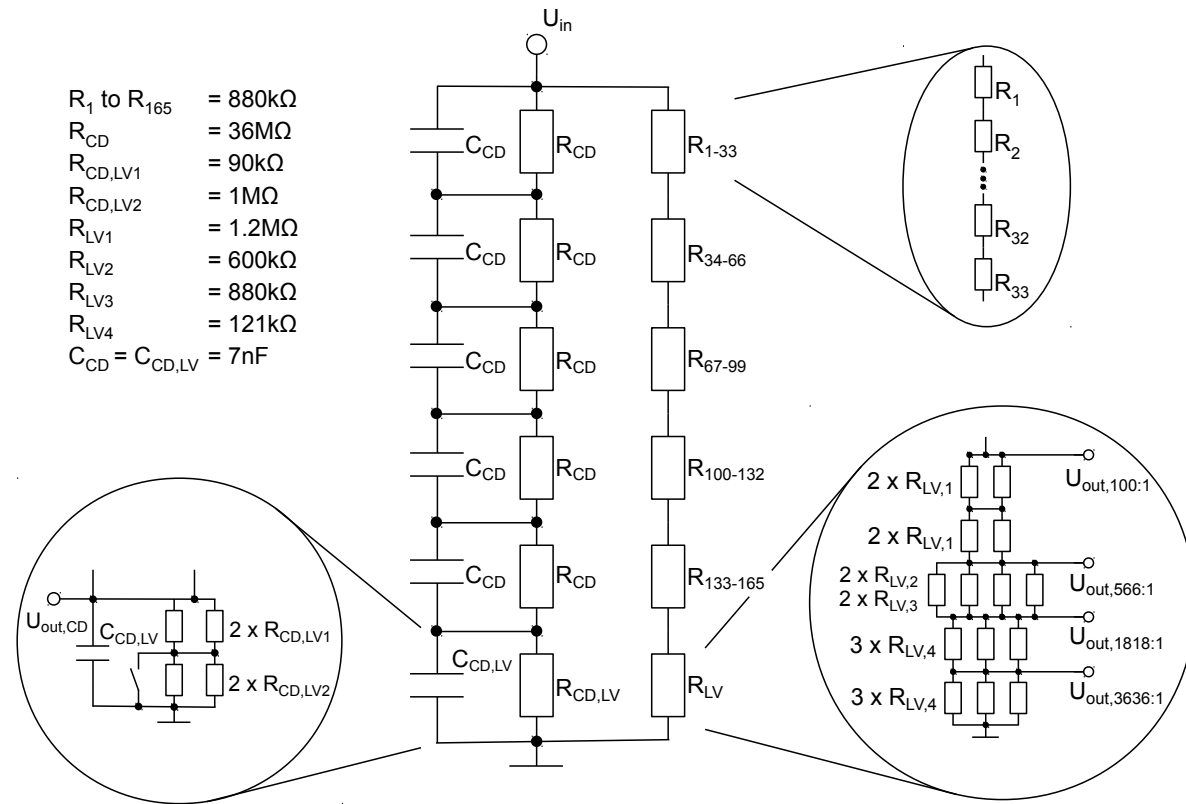 U_in
R_1 to R_165 = 880kΩ
R_CD = 36MΩ
R_CD,LV1 = 90kΩ
R_CD,LV2 = 1MΩ
R_LV1 = 1.2MΩ
R_LV2 = 600kΩ
R_LV3 = 880kΩ
R_LV4 = 121kΩ
C_CD = C_CD,LV = 7nF
C_CD R_CD R_1-33
C_CD R_CD R_34-66
C_CD R_CD R_67-99
C_CD R_CD R_100-132
C_CD R_CD R_133-165
C_CD,LV R_CD,LV R_LV
R_1
R_2
R_32
R_33
U_out,CD
C_CD,LV
2 x R_CD,LV1
2 x R_CD,LV2
2 x R_LV,1
U_out,100:1
2 x R_LV,1
2 x R_LV,2
2 x R_LV,3
U_out,566:1
U_out,1818:1
3 x R_LV,4
U_out,3636:1
3 x R_LV,4